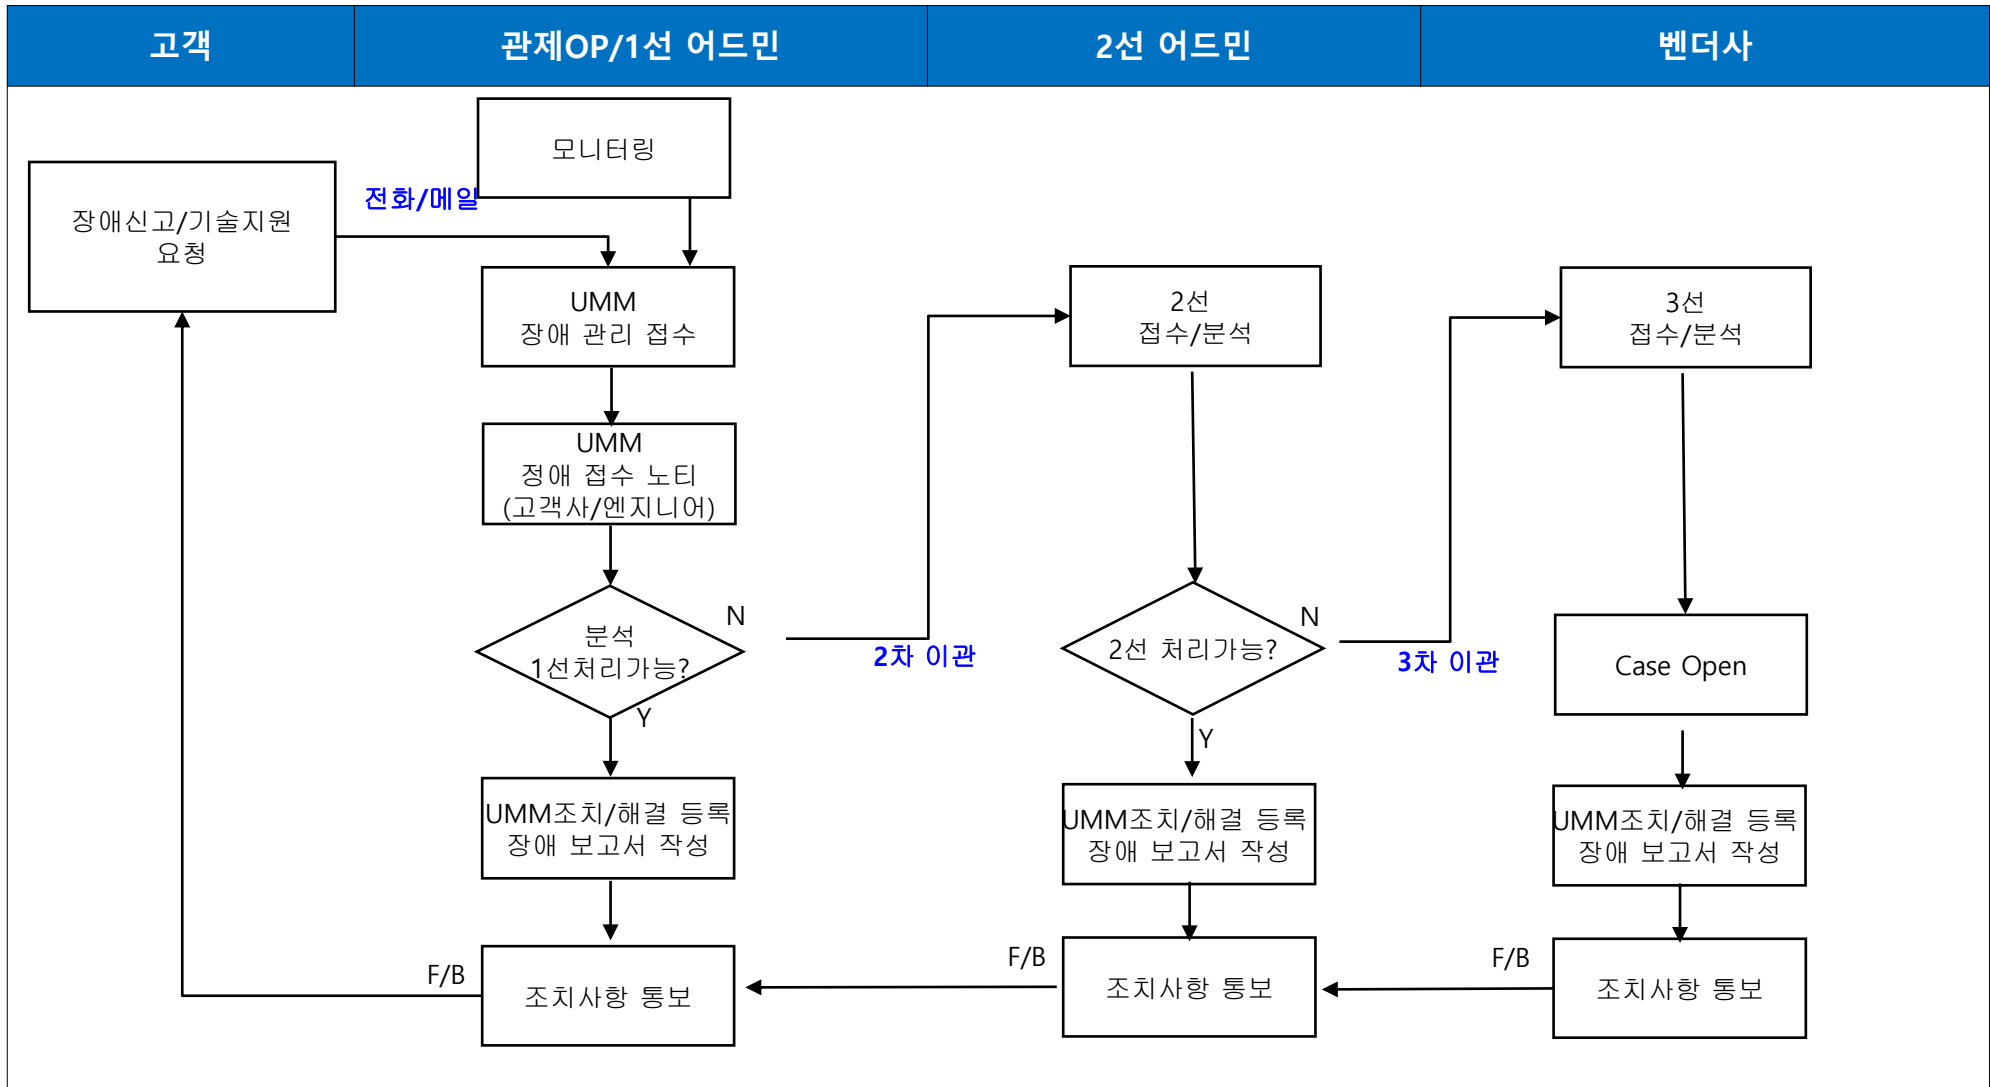 고객
관제OP/1선 어드민
2선 어드민
벤더사
모니터링
전화/메일
장애신고/기술지원
요청
UMM
장애 관리 접수
2선
접수/분석
3선
접수/분석
UMM
정애 접수 노티
(고객사/엔지니어)
N
분석
1선처리가능?
Y
2차 이관
N
2선 처리가능?
Y
3차 이관
Case Open
UMM조치/해결 등록
장애 보고서 작성
UMM조치/해결 등록
장애 보고서 작성
UMM조치/해결 등록
장애 보고서 작성
F/B
조치사항 통보
F/B
조치사항 통보
F/B
조치사항 통보